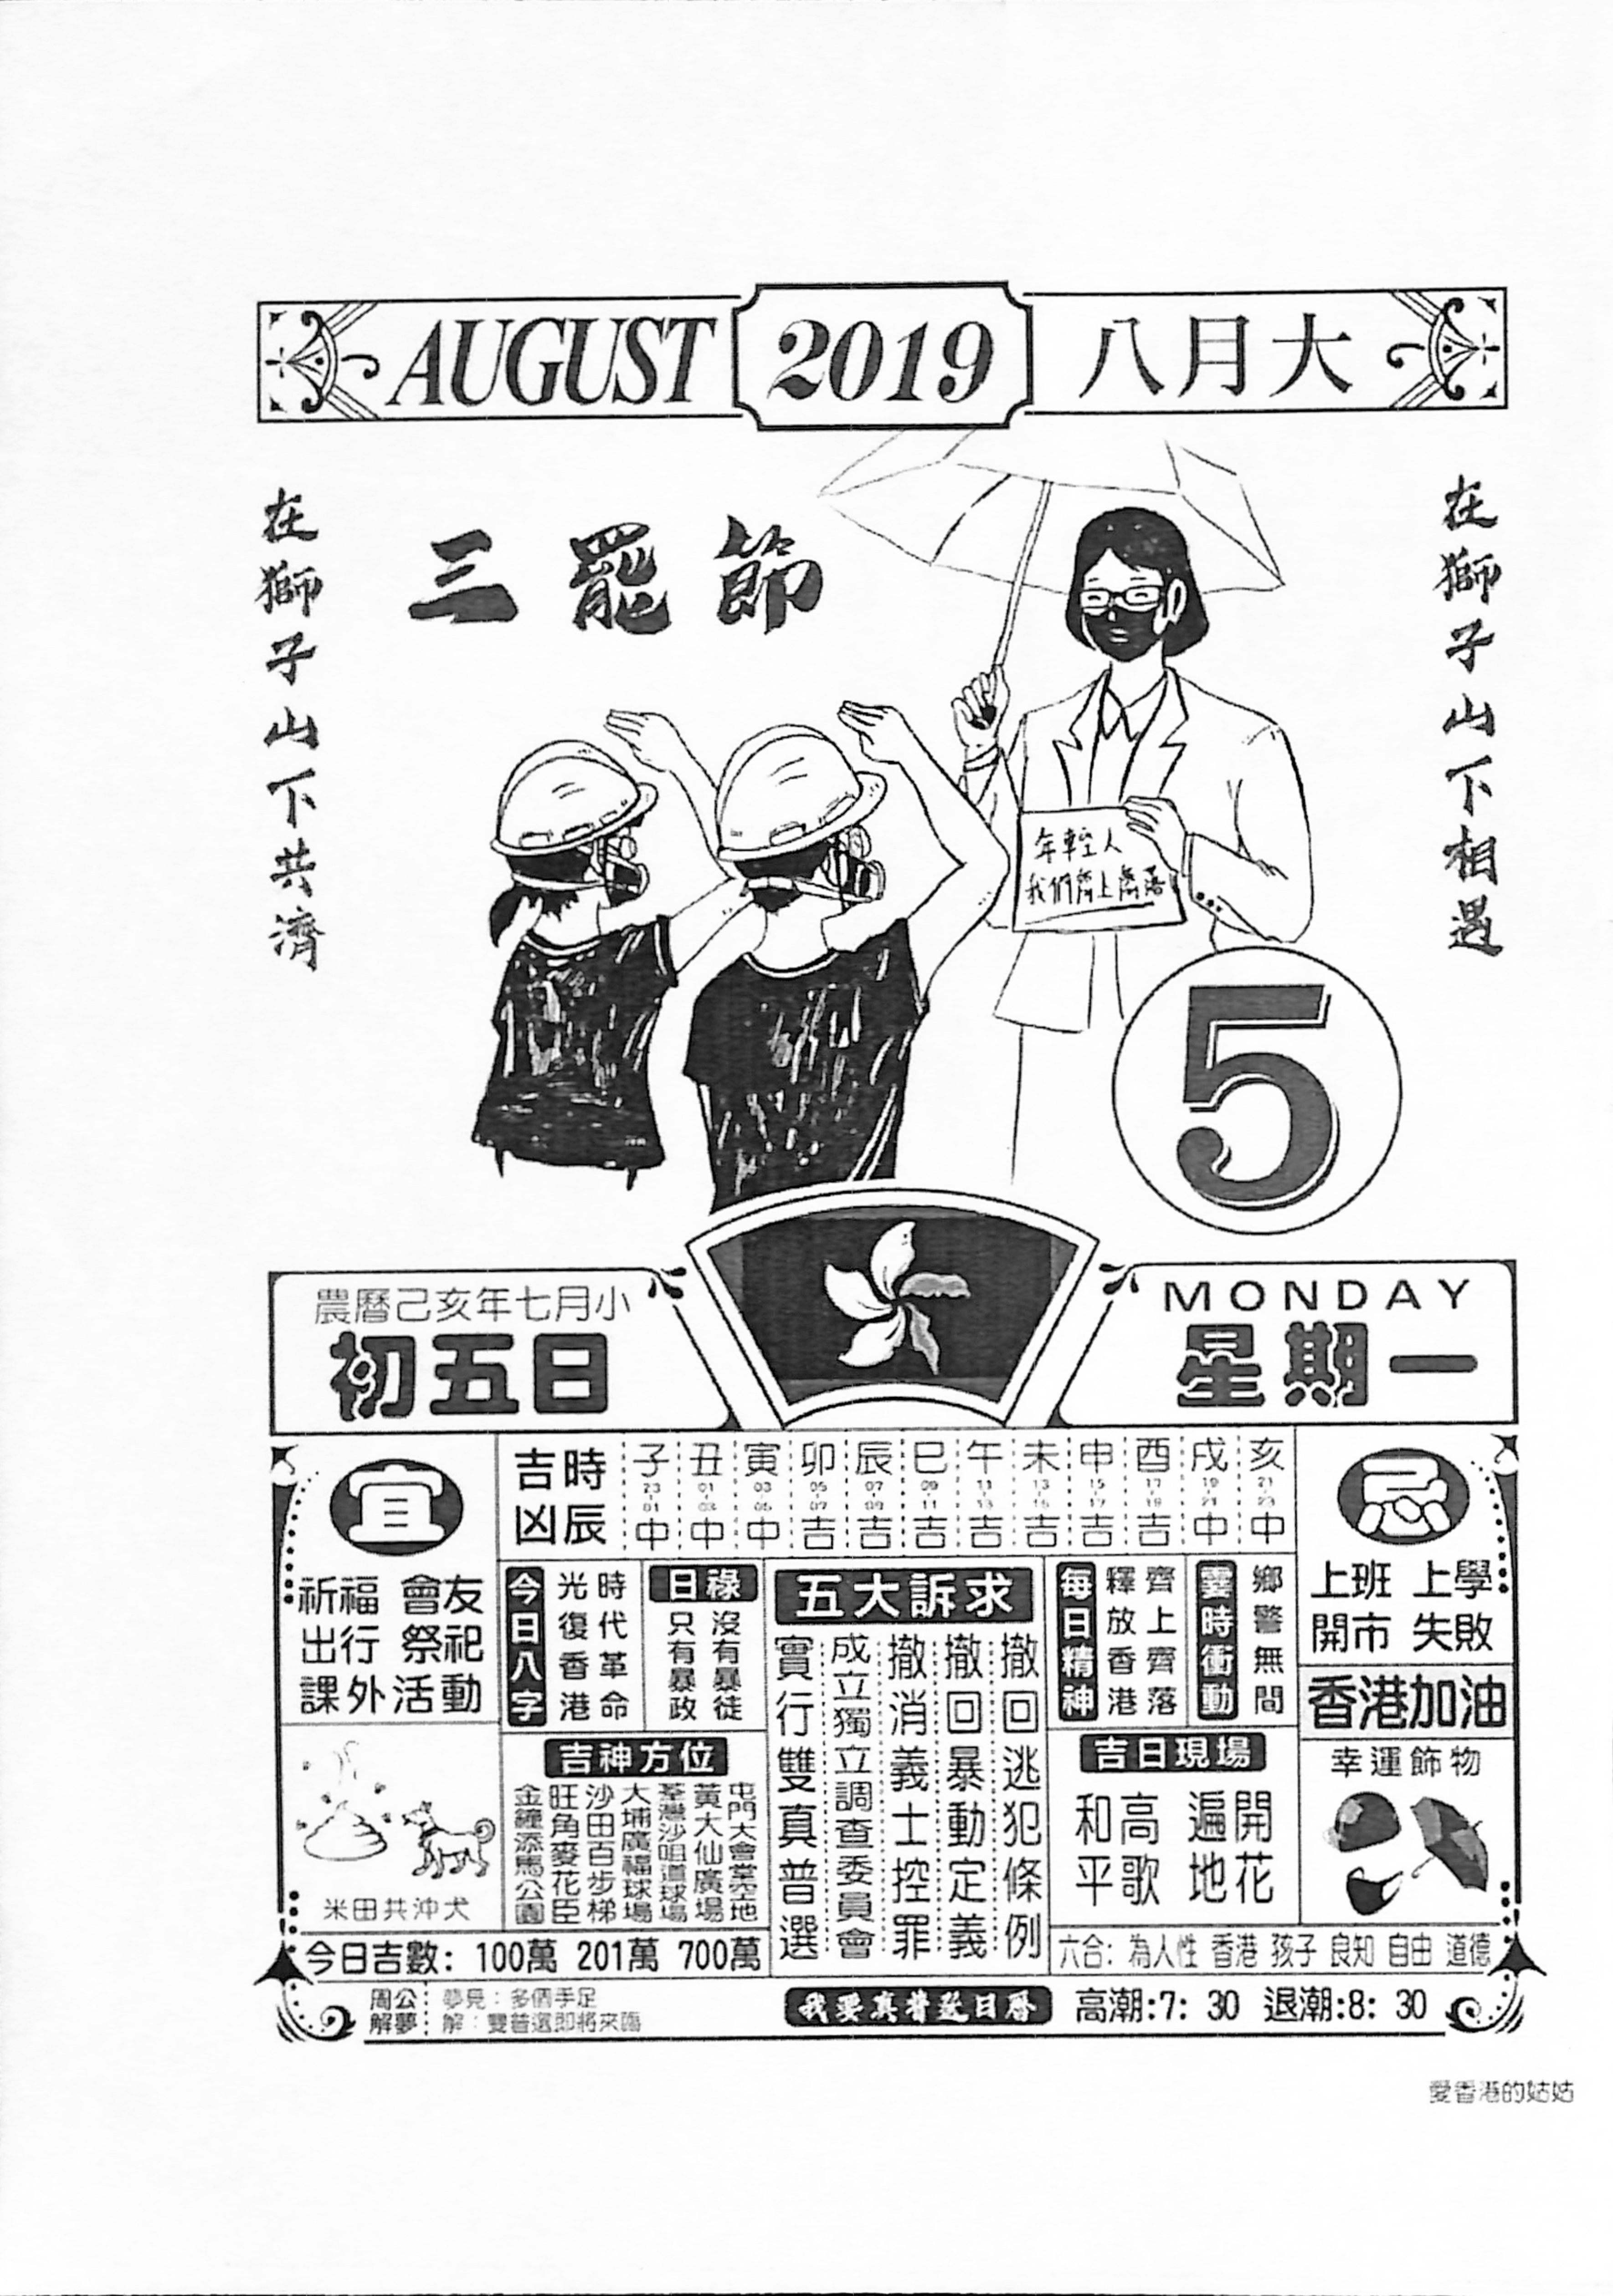 AUGUST 2019 八月大
在獅子山下相遇
在獅子山下共濟
三罷節
年輕人
我們齊上齊落
5
農曆己亥年七月小
初五日
MONDAY
星期一
宜
祈福 會友
出行 祭祀
課外活動
吉時
凶辰
子 丑 寅 卯 辰 巳 午 未 申 酉 戌 亥
23-01 01-03 03-05 05-07 07-09 09-11 11-13 13-15 15-17 17-19 19-21 21-23
中 中 中 吉 吉 吉 吉 吉 吉 吉 中 中
忌
上班 上學
開市 失敗
香港加油
今日八字
時代革命
光復香港
日祿
沒有暴徒
只有暴政
五大訴求
撤回逃犯條例
撤回暴動定義
撤消義士控罪
成立獨立調查委員會
實行雙真普選
每日精神
齊上齊落
釋放香港
時衝動
鄉警無間
吉神方位
屯門大會堂空地
黃大仙廣場
荃灣沙咀道球場
大埔廣福球場
沙田百步梯
旺角麥花臣
金鐘添馬公園
吉日現場
和高 遍開
平歌 地花
幸運飾物
米田共沖犬
今日吉數: 100萬 201萬 700萬
六合: 為人性 香港 孩子 良知 自由 道德
周公解夢
夢見：多個手足
解：雙普選即將來臨
我要真普選日曆
高潮:7: 30 退潮:8: 30
愛香港的姑姑